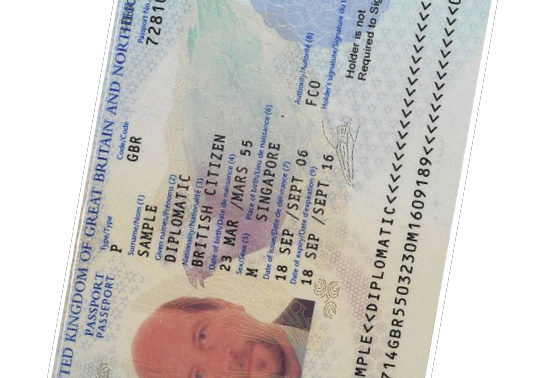 TED KINGDOM OF GREAT BRITAIN AND NORTHER
PASSPORT
PASSEPORT
Type/Type
P
Code/Code
GBR
Passport No.
7281
Surname/Nom (1)
SAMPLE
Given names/Prénoms (2)
DIPLOMATIC
Nationality/Nationalité (3)
BRITISH CITIZEN
Date of birth/Date de naissance (4)
23 MAR /MARS 55
Sex/Sexe (5)
M
Place of birth/Lieu de naissance (6)
SINGAPORE
Date of issue/Date de délivrance (7)
18 SEP /SEPT 06
Authority/Autorité (8)
FCO
Date of expiry/Date d'expiration (9)
18 SEP /SEPT 16
Holder's signature/Signature du t
Holder is not
Required to Sig
MPLE<<DIPLOMATIC<<<<<<<<<<<<<<<<<<
714GBR5503230M1609189<<<<<<<<<<<<<<